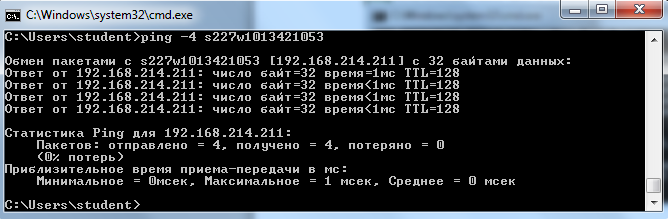 C:\Windows\system32\cmd.exe
C:\Users\student>ping -4 s227w1013421053
Обмен пакетами с s227w1013421053 [192.168.214.211] с 32 байтами данных:
Ответ от 192.168.214.211: число байт=32 время=1мс TTL=128
Ответ от 192.168.214.211: число байт=32 время<1мс TTL=128
Ответ от 192.168.214.211: число байт=32 время<1мс TTL=128
Ответ от 192.168.214.211: число байт=32 время<1мс TTL=128
Статистика Ping для 192.168.214.211:
Пакетов: отправлено = 4, получено = 4, потеряно = 0
(0% потерь)
Приблизительное время приема-передачи в мс:
Минимальное = 0мсек, Максимальное = 1 мсек, Среднее = 0 мсек
C:\Users\student>